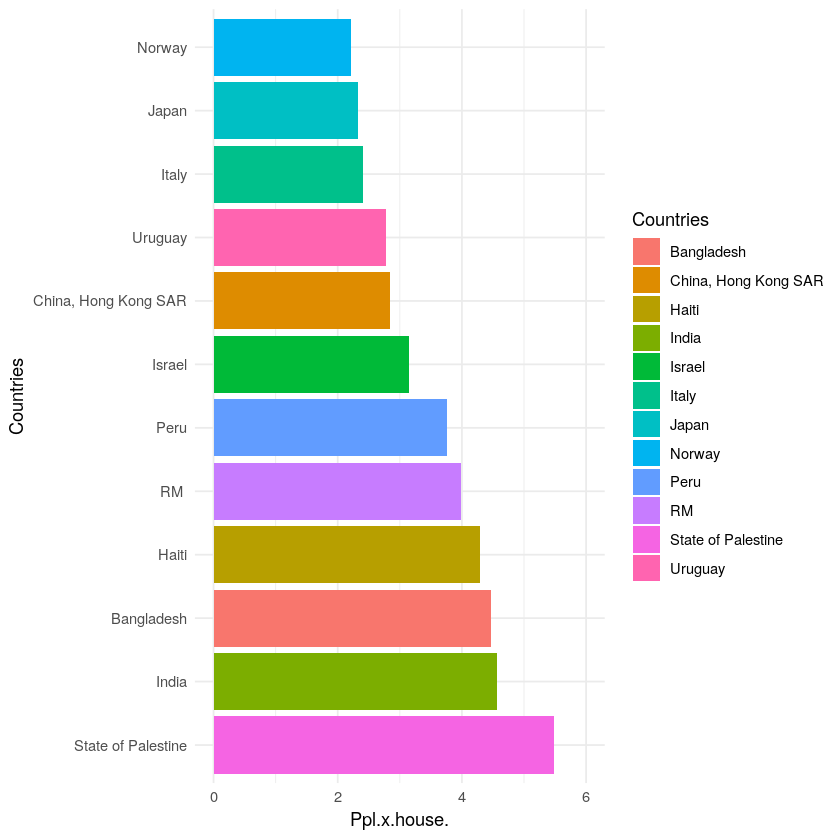 Norway
Japan
Italy
Uruguay
China, Hong Kong SAR
Israel
Peru
RM
Haiti
Bangladesh
India
State of Palestine
Countries
0 2 4 6
Ppl.x.house.
Countries
Bangladesh
China, Hong Kong SAR
Haiti
India
Israel
Italy
Japan
Norway
Peru
RM
State of Palestine
Uruguay